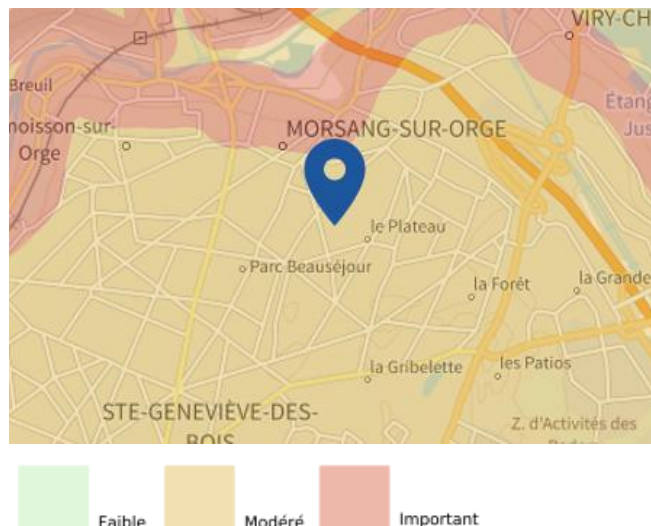 VIRY-CH
Breuil
Étang
Jus
moisson-sur-
Orge
MORSANG-SUR-ORGE
le Plateau
Parc Beauséjour
la Forêt
la Grande
la Gribelette
les Patios
STE-GENEVIÈVE-DES-
BOIS
Z. d'Activités des
Faible
Modéré
Important